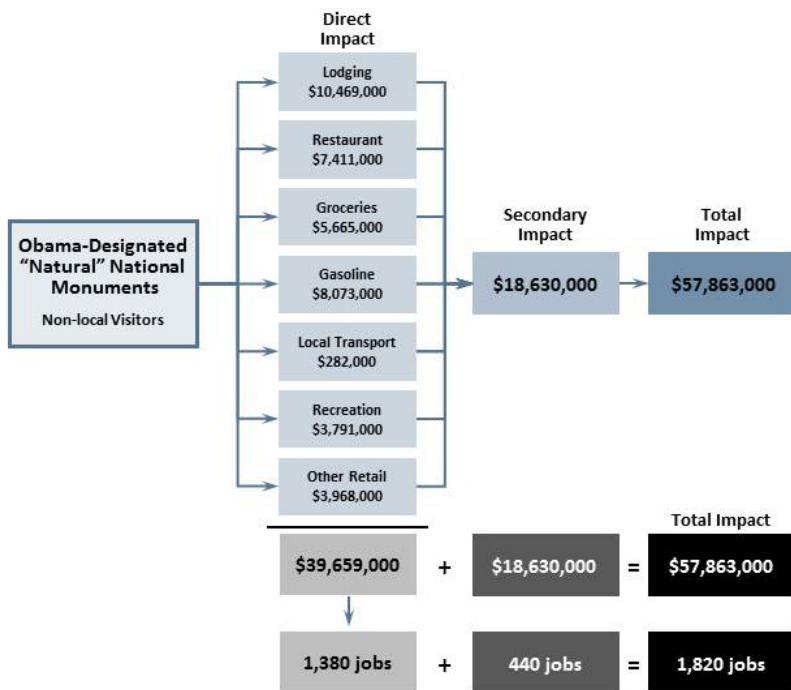 Direct
Impact
Lodging
$10,469,000
Restaurant
$7,411,000
Groceries
$5,665,000
Secondary
Impact
Total
Impact
Obama-Designated
“Natural” National
Monuments
Non-local Visitors
Gasoline
$8,073,000
$18,630,000
$57,863,000
Local Transport
$282,000
Recreation
$3,791,000
Other Retail
$3,968,000
Total Impact
$39,659,000 + $18,630,000 = $57,863,000
1,380 jobs + 440 jobs = 1,820 jobs